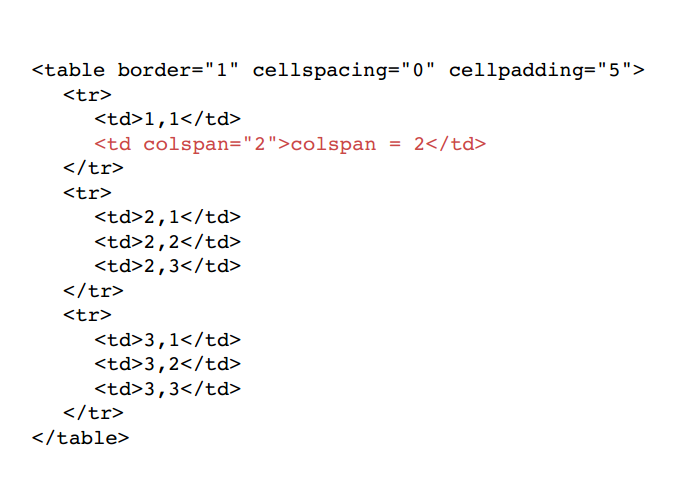 <table border="1" cellspacing="0" cellpadding="5">
<tr>
<td>1,1</td>
<td colspan="2">colspan = 2</td>
</tr>
<tr>
<td>2,1</td>
<td>2,2</td>
<td>2,3</td>
</tr>
<tr>
<td>3,1</td>
<td>3,2</td>
<td>3,3</td>
</tr>
</table>